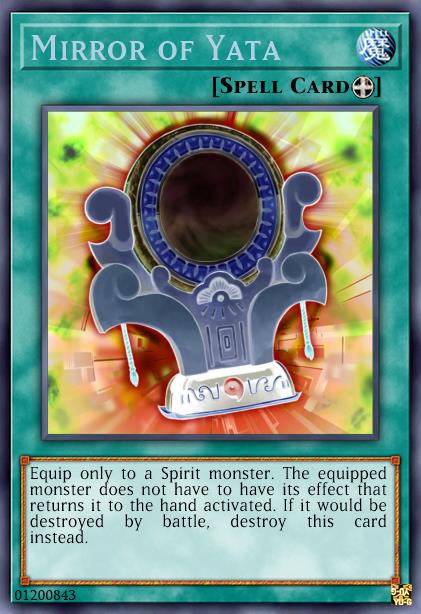 Mirror of Yata
[Spell Card]
Equip only to a Spirit monster. The equipped
monster does not have to have its effect that
returns it to the hand activated. If it would be
destroyed by battle, destroy this card
instead.
01200843